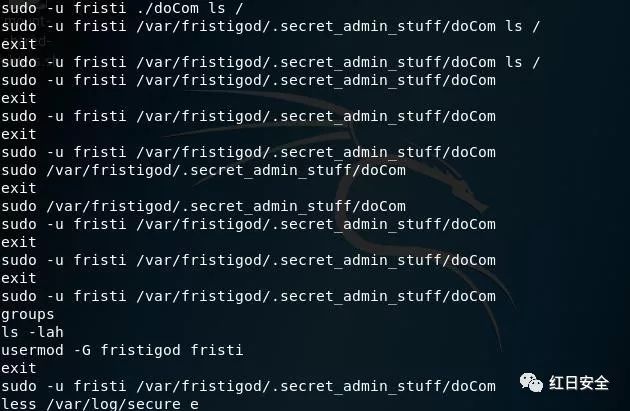 sudo -u fristi ./doCom ls /
sudo -u fristi /var/fristigod/.secret_admin_stuff/doCom ls /
exit
sudo -u fristi /var/fristigod/.secret_admin_stuff/doCom ls /
sudo -u fristi /var/fristigod/.secret_admin_stuff/doCom
exit
sudo -u fristi /var/fristigod/.secret_admin_stuff/doCom
exit
sudo -u fristi /var/fristigod/.secret_admin_stuff/doCom
sudo /var/fristigod/.secret_admin_stuff/doCom
exit
sudo /var/fristigod/.secret_admin_stuff/doCom
sudo -u fristi /var/fristigod/.secret_admin_stuff/doCom
exit
sudo -u fristi /var/fristigod/.secret_admin_stuff/doCom
exit
sudo -u fristi /var/fristigod/.secret_admin_stuff/doCom
groups
ls -lah
usermod -G fristigod fristi
exit
sudo -u fristi /var/fristigod/.secret_admin_stuff/doCom
less /var/log/secure e
红日安全